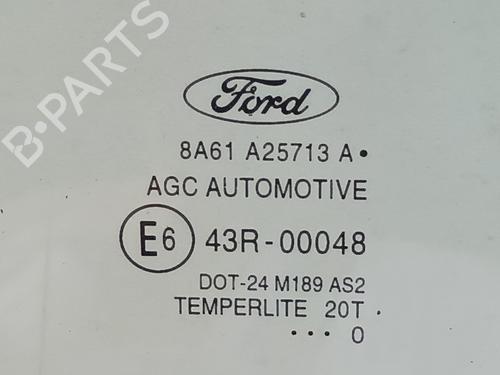 B-PARTS
Ford
8A61 A25713 A•
AGC AUTOMOTIVE
E6 43R-00048
DOT-24 M189 AS2
TEMPERLITE 20T .
••• 0